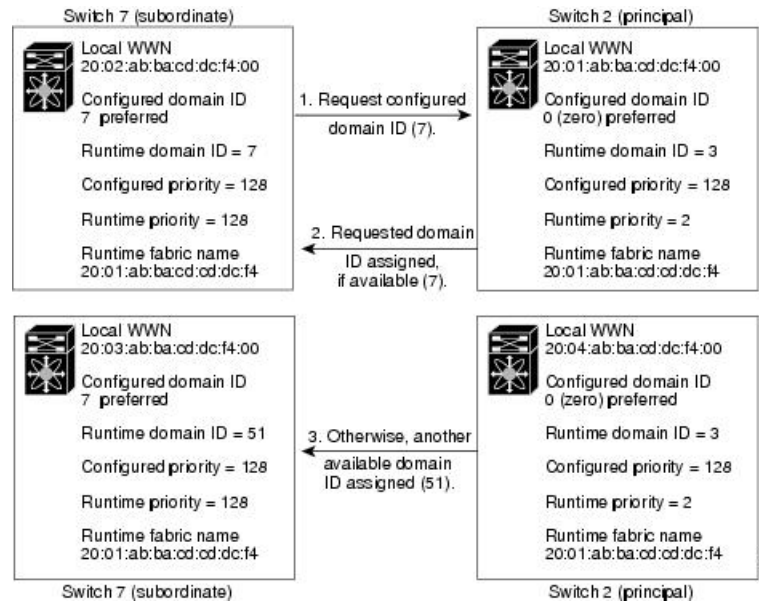 Switch 7 (subordinate)
Local WWN
20:02:ab:ba:cd:dc:f4:00
Configured domain ID
7 preferred
Runtime domain ID = 7
Configured priority = 128
Runtime priority = 128
Runtime fabric name
20:01:ab:ba:cd:cd:dc:f4
1. Request configured
domain ID (7).
2. Requested domain
ID assigned,
if available (7).
Switch 2 (principal)
Local WWN
20:01:ab:ba:cd:dc:f4:00
Configured domain ID
0 (zero) preferred
Runtime domain ID = 3
Configured priority = 128
Runtime priority = 2
Runtime fabric name
20:01:ab:ba:cd:cd:dc:f4
Local WWN
20:03:ab:ba:cd:dc:f4:00
Configured domain ID
7 preferred
Runtime domain ID = 51
Configured priority = 128
Runtime priority = 128
Runtime fabric name
20:01:ab:ba:cd:cd:dc:f4
Switch 7 (subordinate)
3. Otherwise, another
available domain
ID assigned (51).
Local WWN
20:04:ab:ba:cd:dc:f4:00
Configured domain ID
0 (zero) preferred
Runtime domain ID = 3
Configured priority = 128
Runtime priority = 2
Runtime fabric name
20:01:ab:ba:cd:cd:dc:f4
Switch 2 (principal)